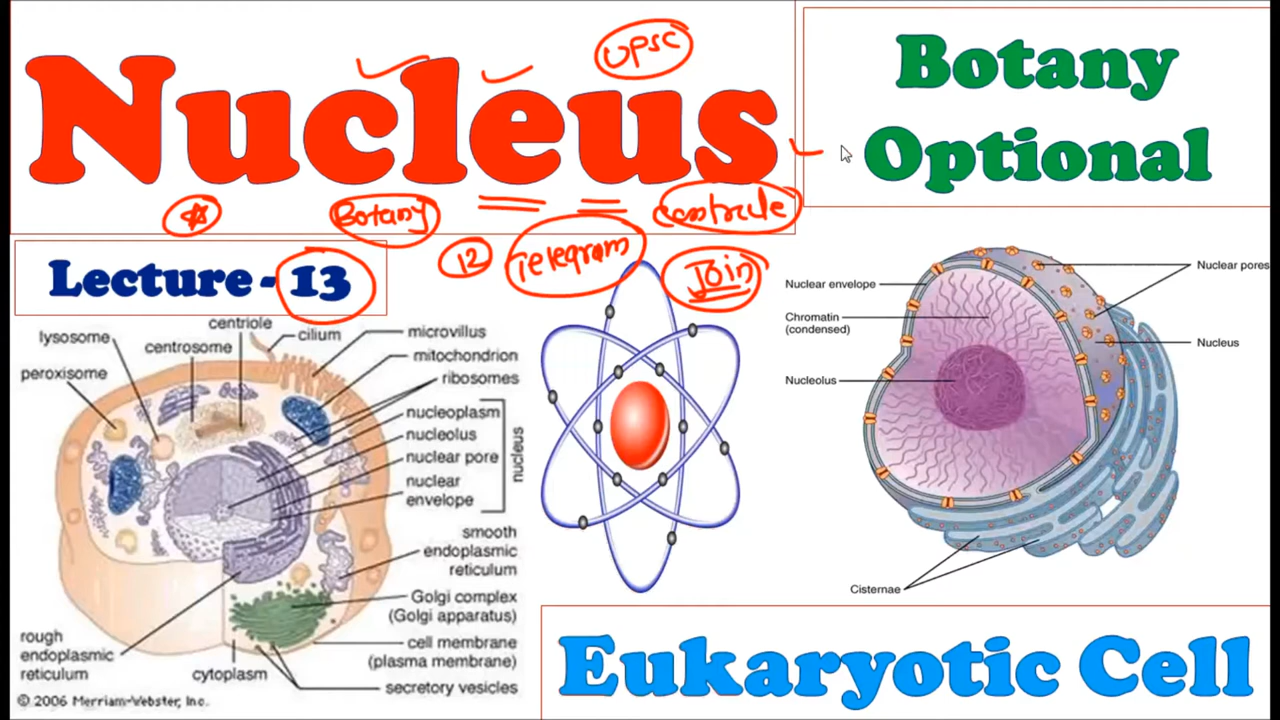 UPSC
Nucleus
Botany
Optional
Botany
12
Telegram
Join
Lecture - 13
centriole
cilium
lysosome
centrosome
peroxisome
microvillus
mitochondrion
ribosomes
nucleoplasm
nucleolus
nuclear pore
nuclear
envelope
nucleus
smooth
endoplasmic
reticulum
Golgi complex
(Golgi apparatus)
cell membrane
(plasma membrane)
secretory vesicles
rough
endoplasmic
reticulum
cytoplasm
© 2006 Merriam-Webster, Inc.
Nuclear pores
Nuclear envelope
Chromatin
(condensed)
Nucleus
Nucleolus
Cisternae
Eukaryotic Cell